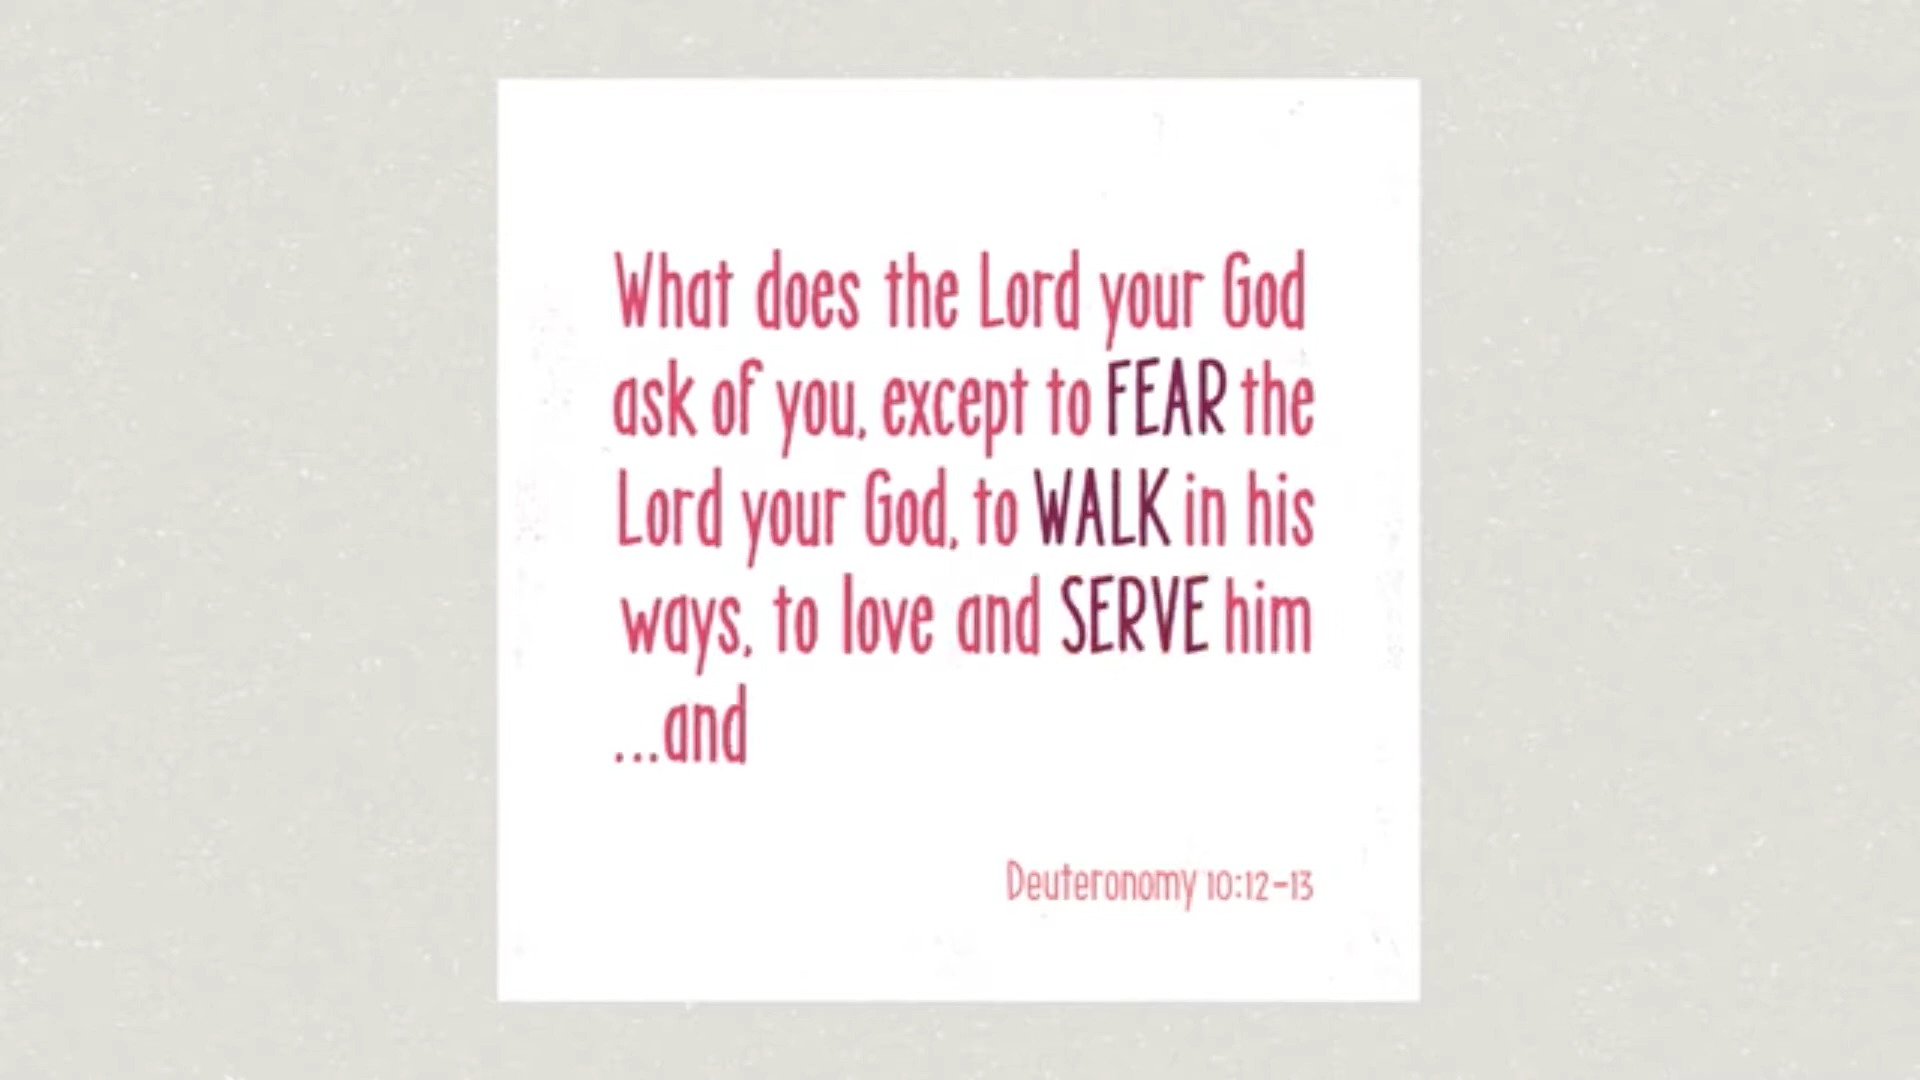 What does the Lord your God
ask of you, except to FEAR the
Lord your God, to WALK in his
ways, to love and SERVE him
...and
Deuteronomy 10:12-13